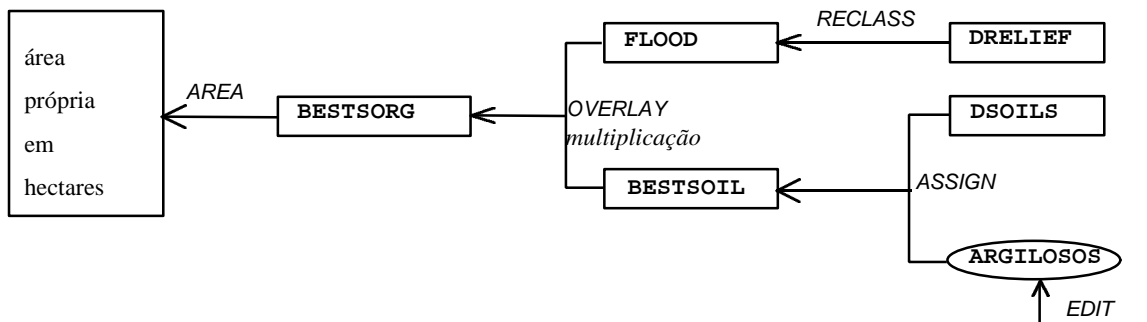 área
própria
em
hectares
AREA
BESTSORG
OVERLAY
multiplicação
FLOOD
RECLASS
DRELIEF
BESTSOIL
ASSIGN
DSOILS
ARGILOSOS
EDIT